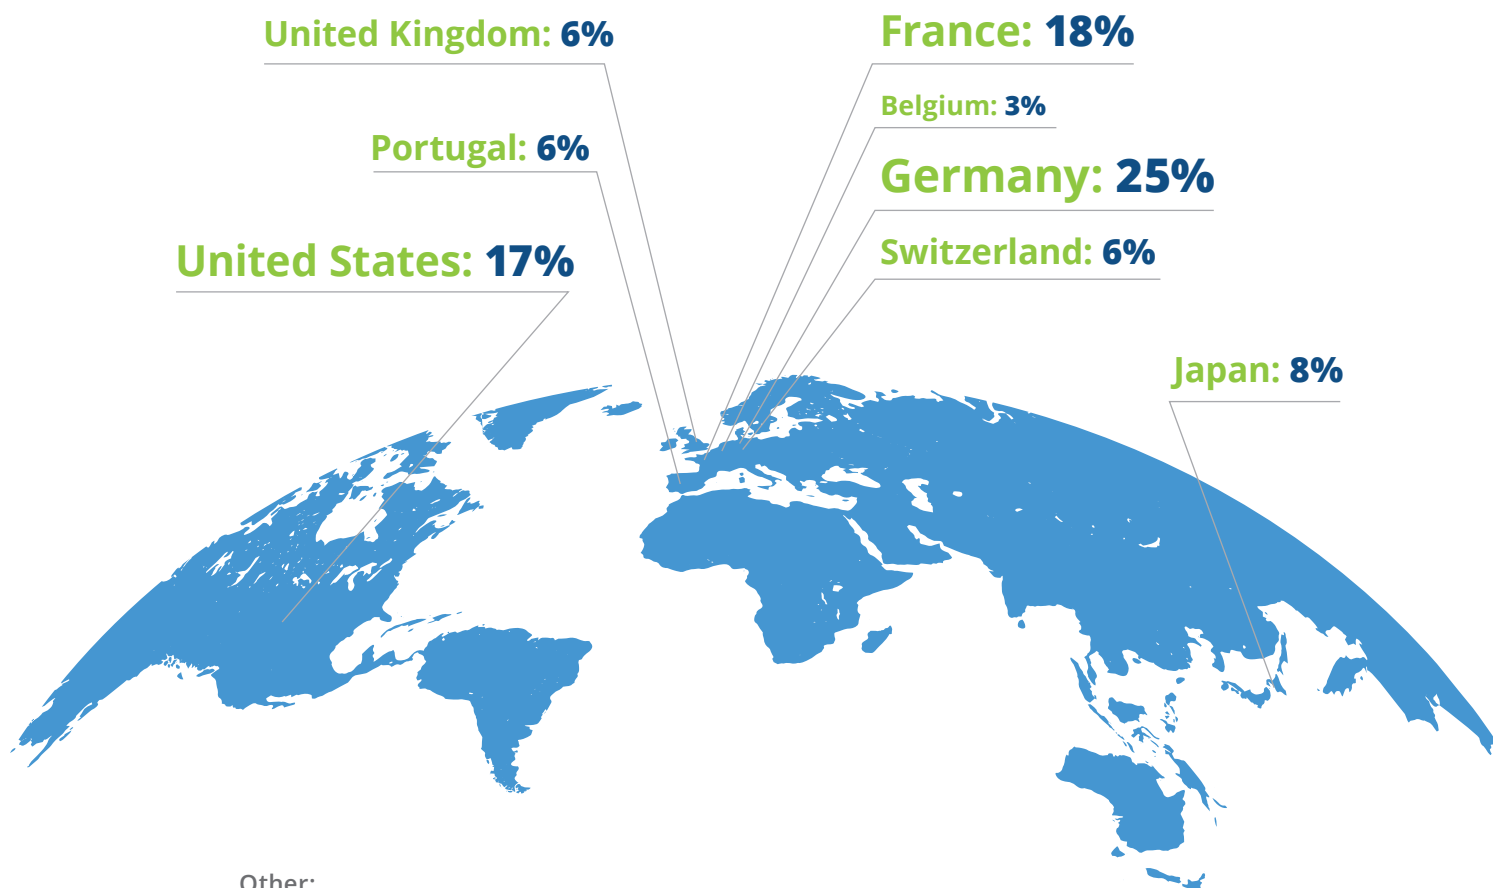 United Kingdom: 6%
Portugal: 6%
United States: 17%
France: 18%
Belgium: 3%
Germany: 25%
Switzerland: 6%
Japan: 8%
Other: